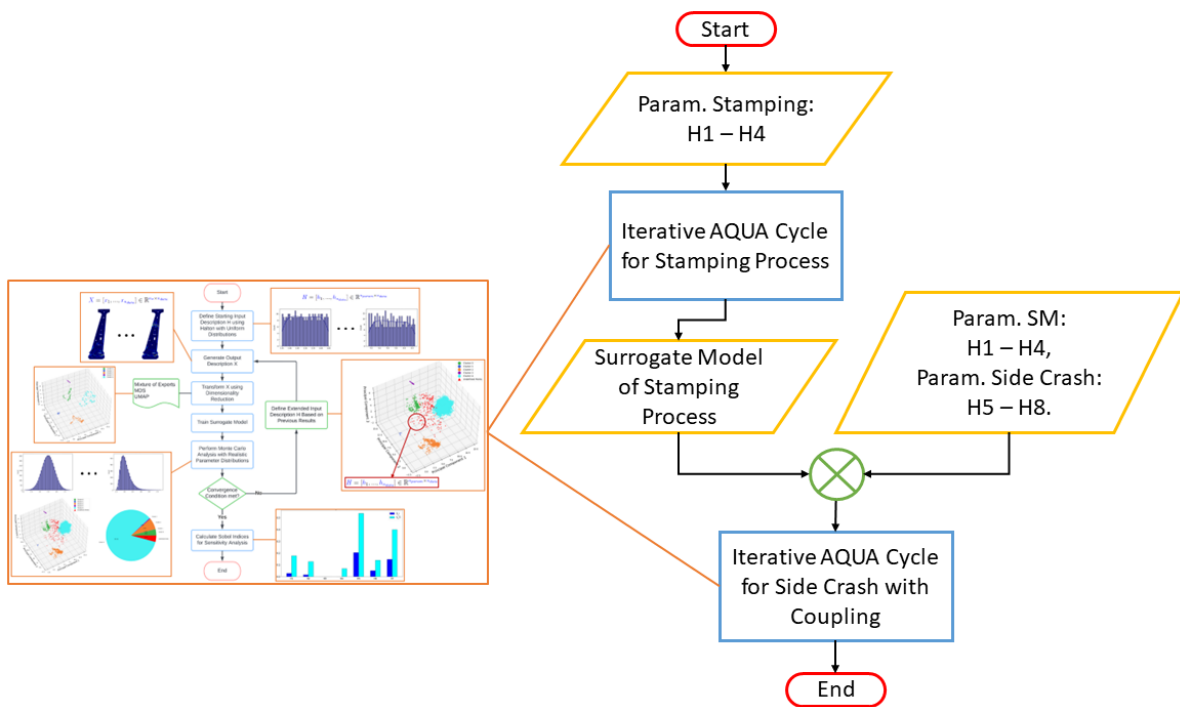 Start
Param. Stamping:
H1 – H4
Iterative AQUA Cycle
for Stamping Process
Surrogate Model
of Stamping
Process
Param. SM:
H1 – H4,
Param. Side Crash:
H5 – H8.
Iterative AQUA Cycle
for Side Crash with
Coupling
End
Start
Define Starting Input
Description H using
Halton with Uniform
Distributions
Generate Output
Description X
Mixture of Experts
MDS
UMAP
Transform X using
Dimensionality
Reduction
Define Extended Input
Description H Based on
Previous Results
Train Surrogate Model
Perform Monte Carlo
Analysis with Realistic
Parameter Distributions
Convergence
Condition met?
No
Yes
Calculate Sobol Indices
for Sensitivity Analysis
End